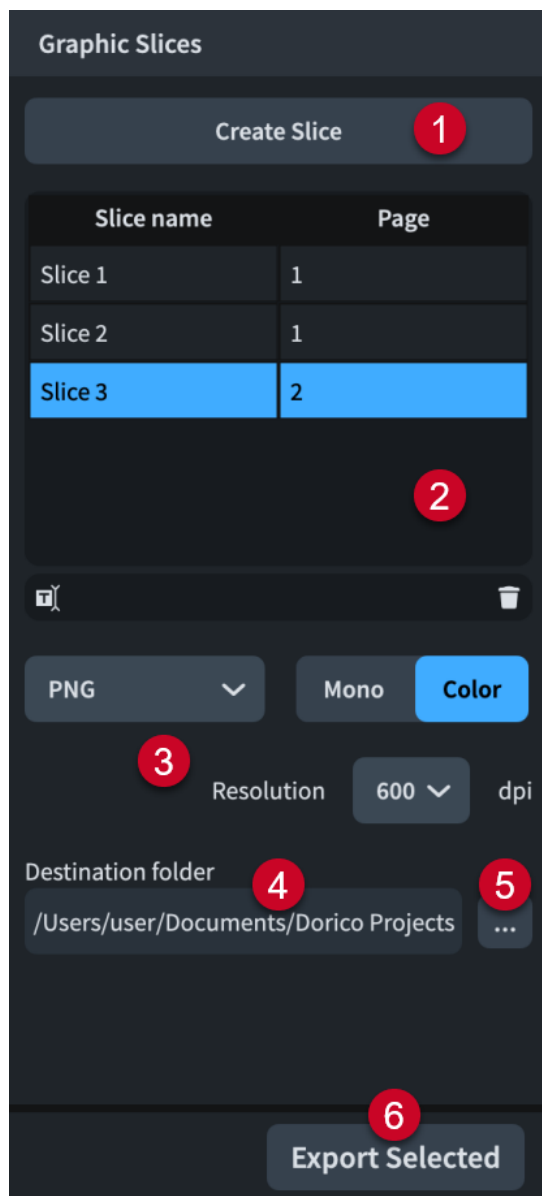 Graphic Slices
Create Slice 1
Slice name Page
Slice 1 1
Slice 2 1
Slice 3 2
2
PNG Mono Color
3
Resolution 600 dpi
Destination folder
4 5
/Users/user/Documents/Dorico Projects ...
6
Export Selected